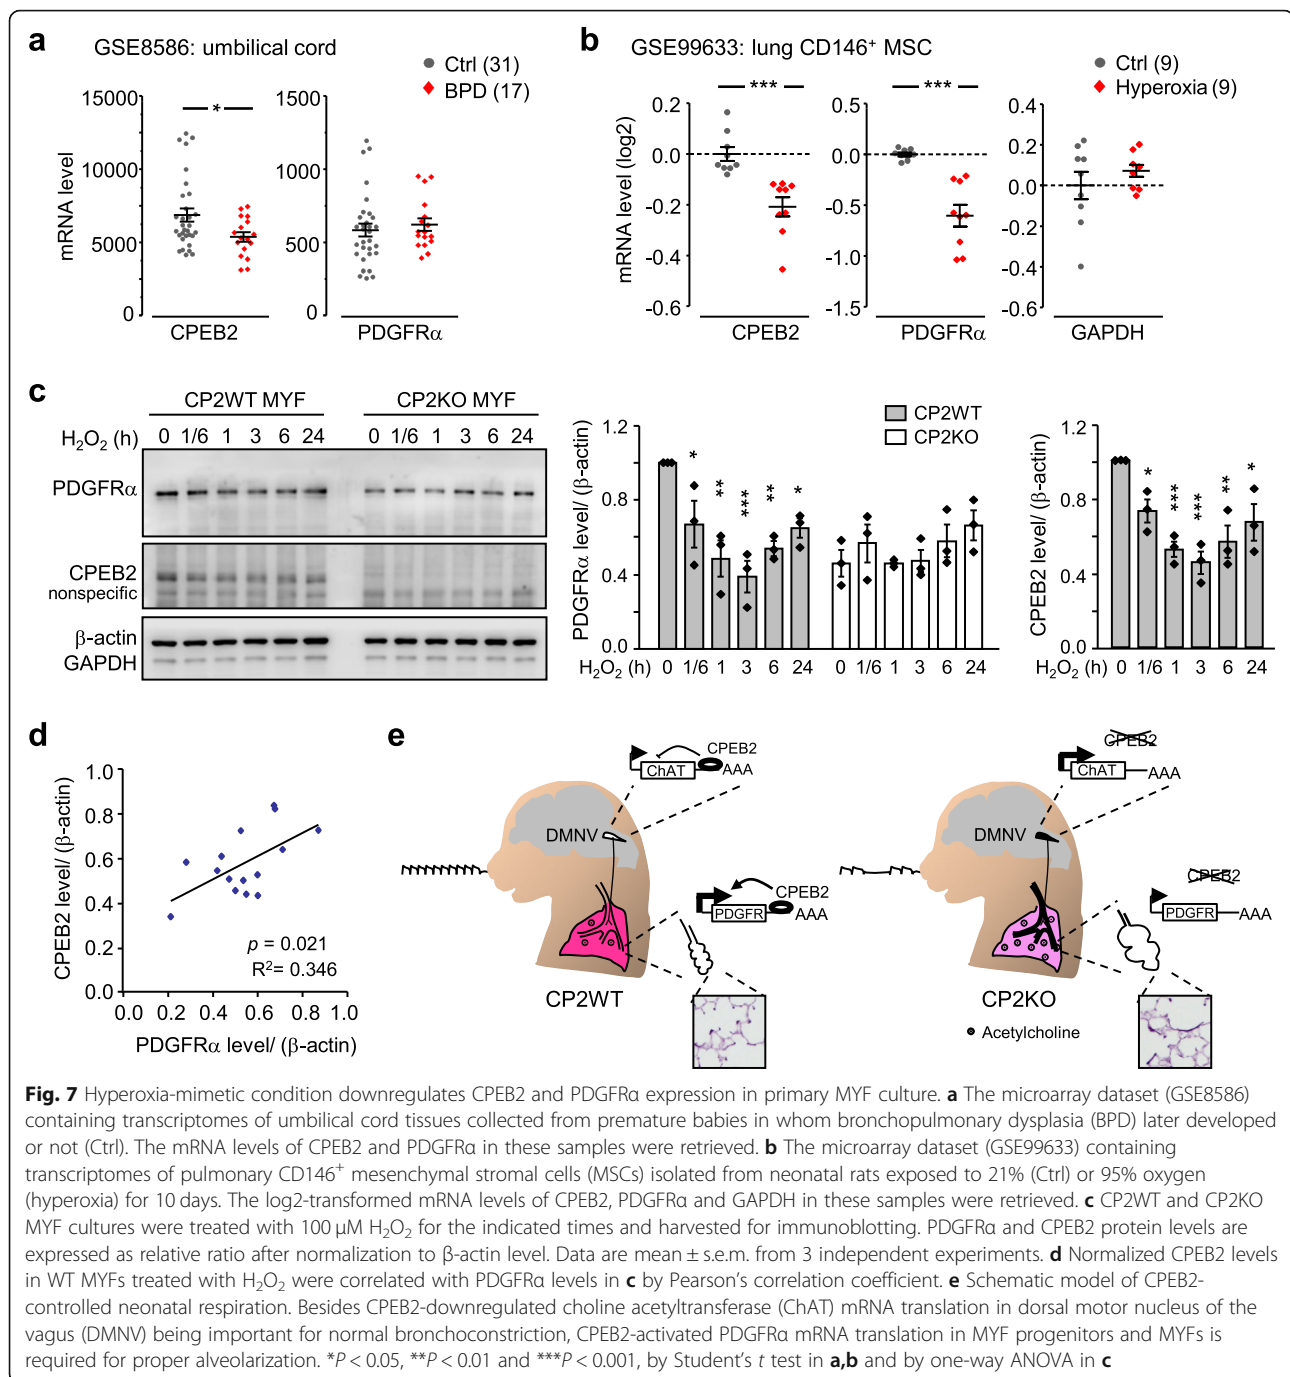 a
GSE8586: umbilical cord
Ctrl (31)
BPD (17)
mRNA level
15000
10000
5000
0
*
CPEB2
1500
1000
500
0
PDGFRα
b
GSE99633: lung CD146⁺ MSC
Ctrl (9)
Hyperoxia (9)
mRNA level (log2)
0.2
0.0
-0.2
-0.4
-0.6
***
CPEB2
0.5
0.0
-0.5
-1.0
-1.5
***
PDGFRα
0.4
0.2
0.0
-0.2
-0.4
-0.6
GAPDH
c
CP2WT MYF CP2KO MYF
H₂O₂ (h) 0 1/6 1 3 6 24 0 1/6 1 3 6 24
PDGFRα
CPEB2
nonspecific
β-actin
GAPDH
PDGFRα level/ (β-actin)
1.2
0.8
0.4
0.0
CP2WT
CP2KO
* ** *** ** *
H₂O₂ (h) 0 1/6 1 3 6 24 0 1/6 1 3 6 24
CPEB2 level/ (β-actin)
1.2
0.8
0.4
0.0
* *** *** ** *
H₂O₂ (h) 0 1/6 1 3 6 24
d
CPEB2 level/ (β-actin)
1.0
0.8
0.6
0.4
0.2
0.0
p = 0.021
R²= 0.346
0.0 0.2 0.4 0.6 0.8 1.0
PDGFRα level/ (β-actin)
e
CPEB2
ChAT AAA
DMNV
CPEB2
PDGFR AAA
CP2WT
CPEB2
ChAT AAA
DMNV
CPEB2
PDGFR AAA
CP2KO
Acetylcholine
Fig. 7 Hyperoxia-mimetic condition downregulates CPEB2 and PDGFRα expression in primary MYF culture. a The microarray dataset (GSE8586)
containing transcriptomes of umbilical cord tissues collected from premature babies in whom bronchopulmonary dysplasia (BPD) later developed
or not (Ctrl). The mRNA levels of CPEB2 and PDGFRα in these samples were retrieved. b The microarray dataset (GSE99633) containing
transcriptomes of pulmonary CD146⁺ mesenchymal stromal cells (MSCs) isolated from neonatal rats exposed to 21% (Ctrl) or 95% oxygen
(hyperoxia) for 10 days. The log2-transformed mRNA levels of CPEB2, PDGFRα and GAPDH in these samples were retrieved. c CP2WT and CP2KO
MYF cultures were treated with 100 μM H₂O₂ for the indicated times and harvested for immunoblotting. PDGFRα and CPEB2 protein levels are
expressed as relative ratio after normalization to β-actin level. Data are mean ± s.e.m. from 3 independent experiments. d Normalized CPEB2 levels
in WT MYFs treated with H₂O₂ were correlated with PDGFRα levels in c by Pearson's correlation coefficient. e Schematic model of CPEB2-
controlled neonatal respiration. Besides CPEB2-downregulated choline acetyltransferase (ChAT) mRNA translation in dorsal motor nucleus of the
vagus (DMNV) being important for normal bronchoconstriction, CPEB2-activated PDGFRα mRNA translation in MYF progenitors and MYFs is
required for proper alveolarization. *P < 0.05, **P < 0.01 and ***P < 0.001, by Student's t test in a,b and by one-way ANOVA in c